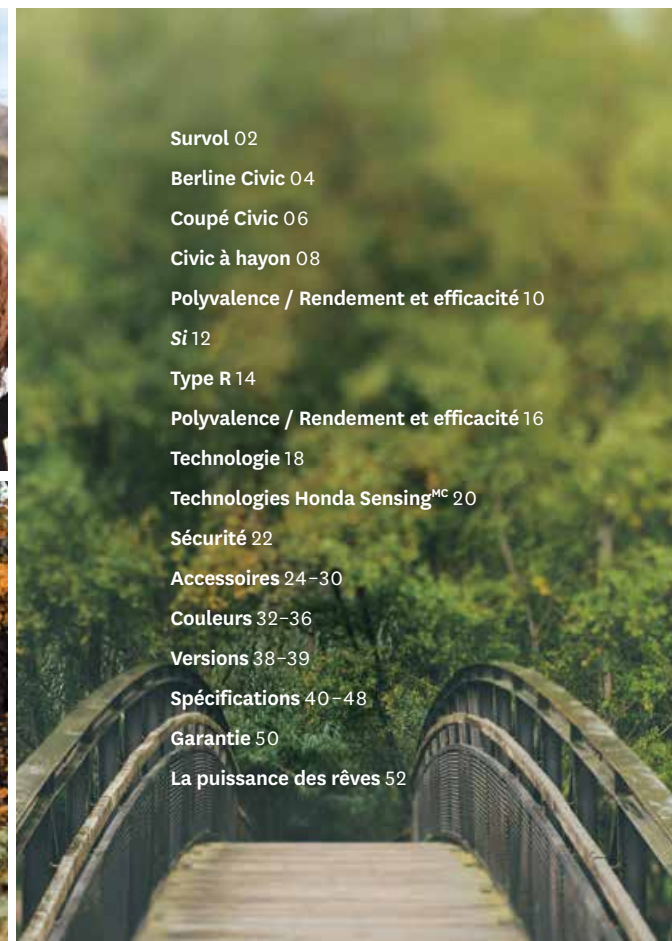 Survol 02
Berline Civic 04
Coupé Civic 06
Civic à hayon 08
Polyvalence / Rendement et efficacité 10
Si 12
Type R 14
Polyvalence / Rendement et efficacité 16
Technologie 18
Technologies Honda Sensingᴹᶜ 20
Sécurité 22
Accessoires 24–30
Couleurs 32–36
Versions 38–39
Spécifications 40–48
Garantie 50
La puissance des rêves 52